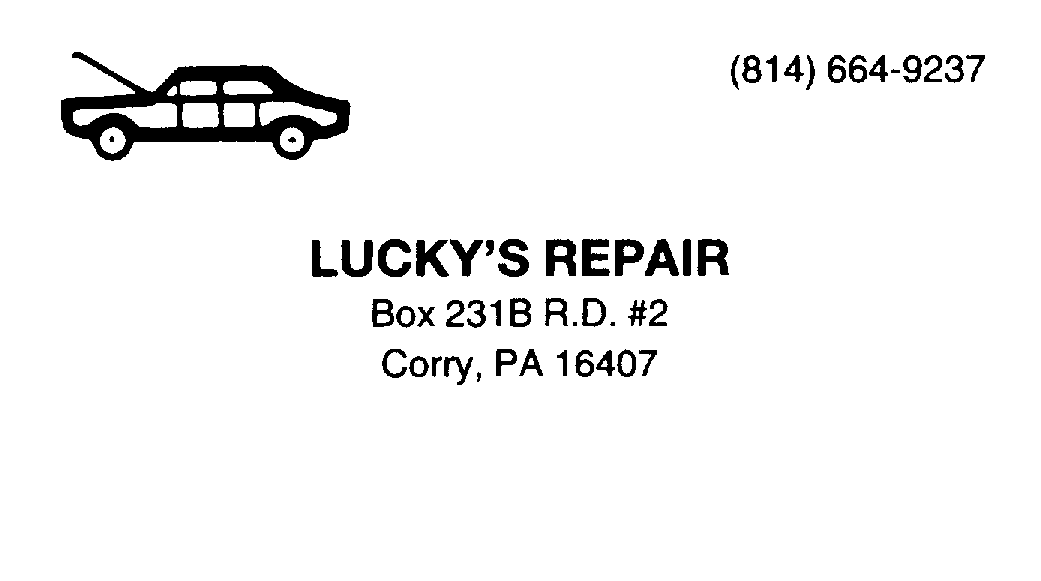 (814) 664-9237
LUCKY'S REPAIR
Box 231B R.D. #2
Corry, PA 16407